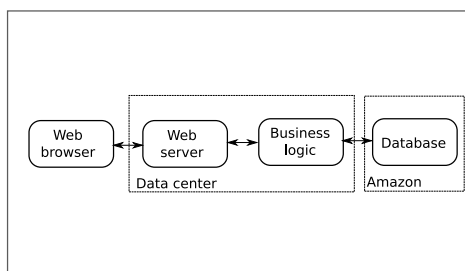 Web
browser
Web
server
Business
logic
Database
Data center
Amazon